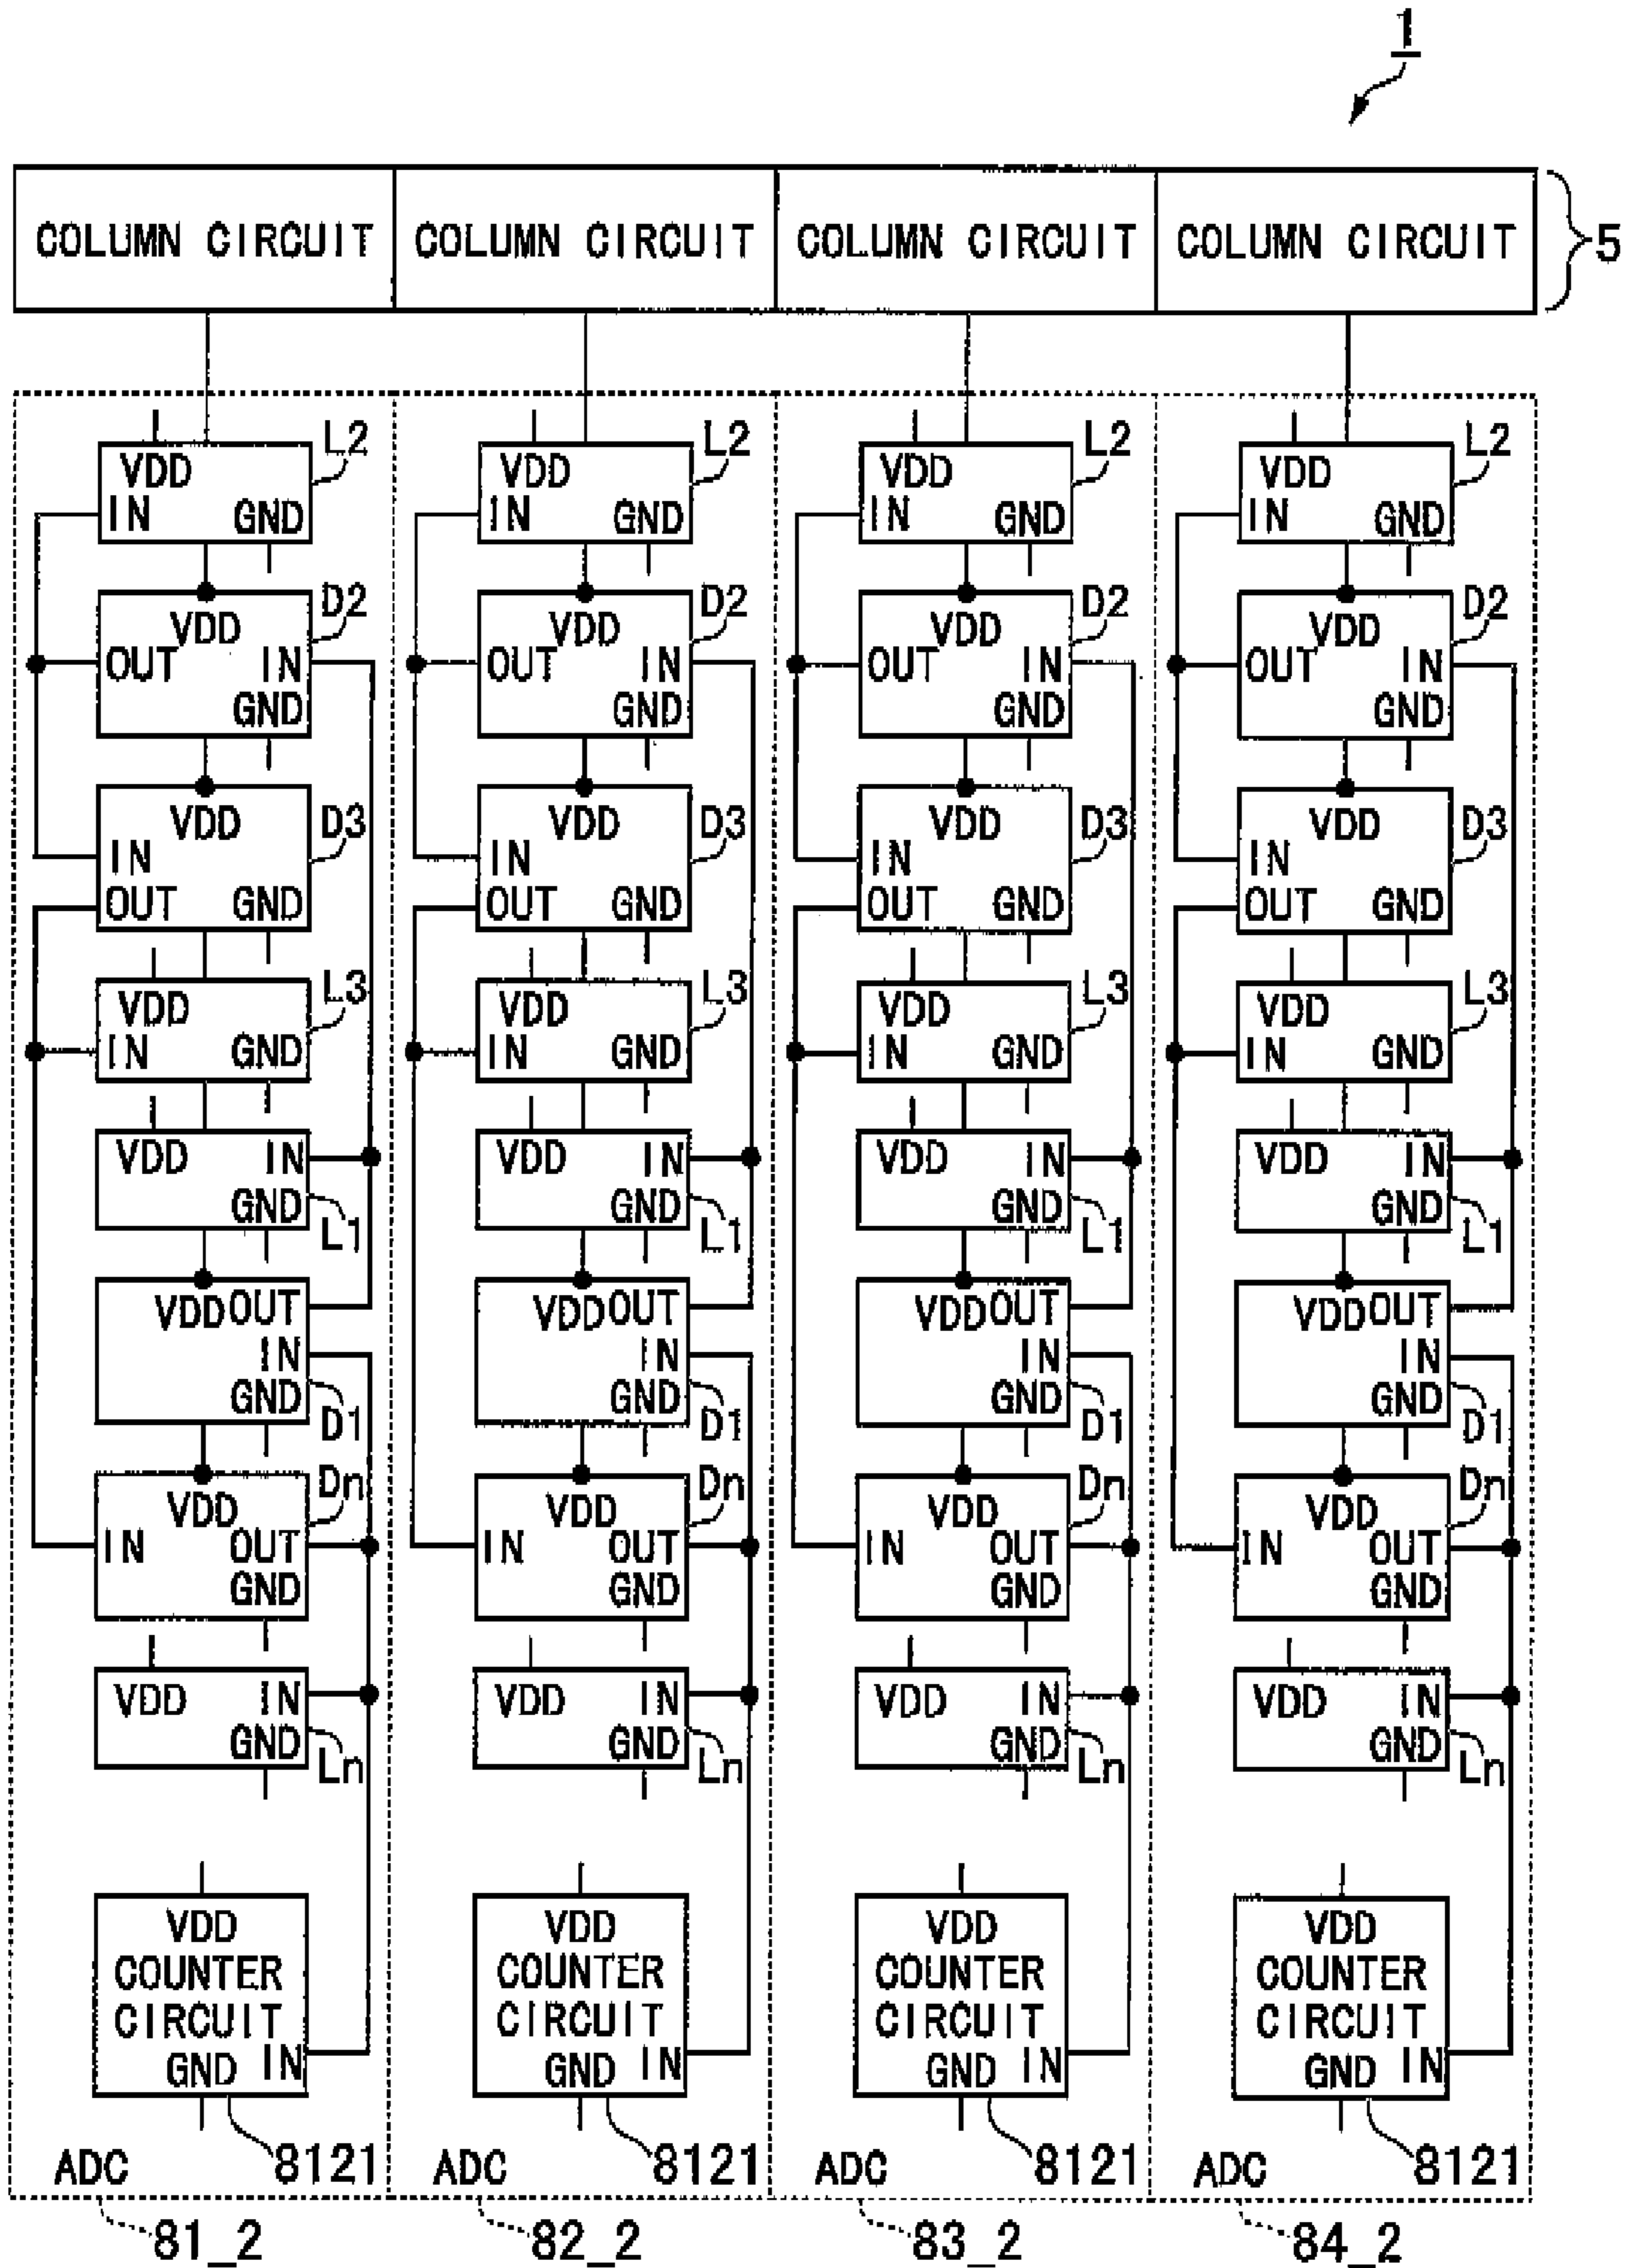 1
COLUMN CIRCUIT COLUMN CIRCUIT COLUMN CIRCUIT COLUMN CIRCUIT 5
L2 L2 L2 L2
VDD VDD VDD VDD
IN GND IN GND IN GND IN GND
D2 D2 D2 D2
VDD VDD VDD VDD
OUT IN OUT IN OUT IN OUT IN
GND GND GND GND
VDD D3 VDD D3 VDD D3 VDD D3
IN IN IN IN
OUT GND OUT GND OUT GND OUT GND
L3 L3 L3 L3
VDD VDD VDD VDD
IN GND IN GND IN GND IN GND
VDD IN VDD IN VDD IN VDD IN
GND GND GND GND
L1 L1 L1 L1
VDD OUT VDD OUT VDD OUT VDD OUT
IN IN IN IN
GND GND GND GND
D1 D1 D1 D1
Dn Dn Dn Dn
VDD VDD VDD VDD
IN OUT IN OUT IN OUT IN OUT
GND GND GND GND
VDD IN VDD IN VDD IN VDD IN
GND GND GND GND
Ln Ln Ln Ln
VDD VDD VDD VDD
COUNTER COUNTER COUNTER COUNTER
CIRCUIT CIRCUIT CIRCUIT CIRCUIT
GND IN GND IN GND IN GND IN
ADC 8121 ADC 8121 ADC 8121 ADC 8121
81_2 82_2 83_2 84_2